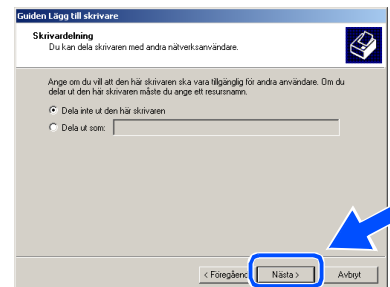 Guiden Lägg till skrivare
Skrivardelning
Du kan dela skrivaren med andra nätverksanvändare.
Ange om du vill att den här skrivaren ska vara tillgänglig för andra användare. Om du
delar ut den här skrivaren måste du ange ett resursnamn.
Dela inte ut den här skrivaren
Dela ut som:
< Föregåend Nästa > Avbryt